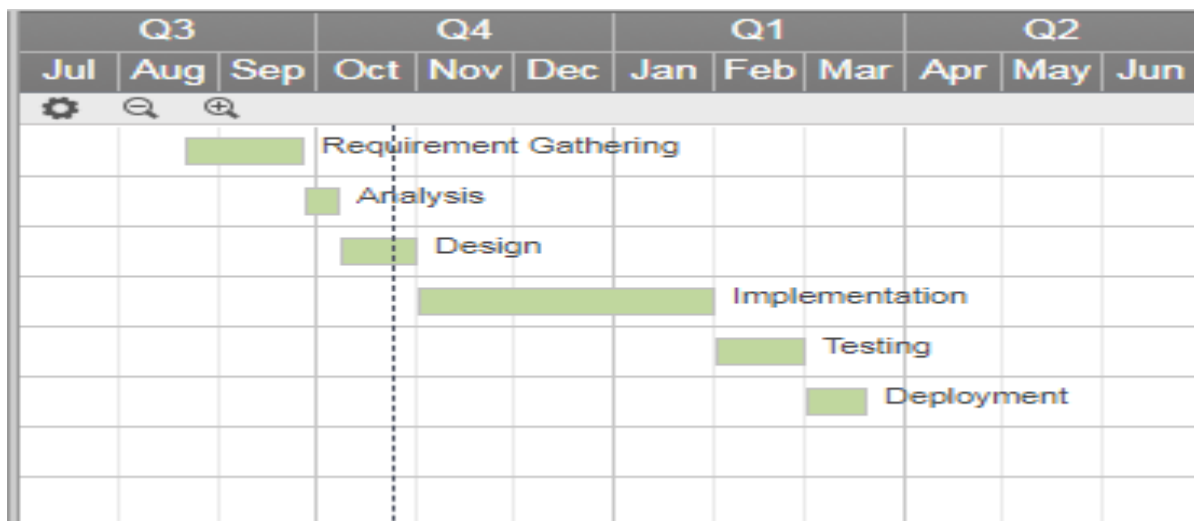 Q3 Q4 Q1 Q2
Jul Aug Sep Oct Nov Dec Jan Feb Mar Apr May Jun
Requirement Gathering
Analysis
Design
Implementation
Testing
Deployment